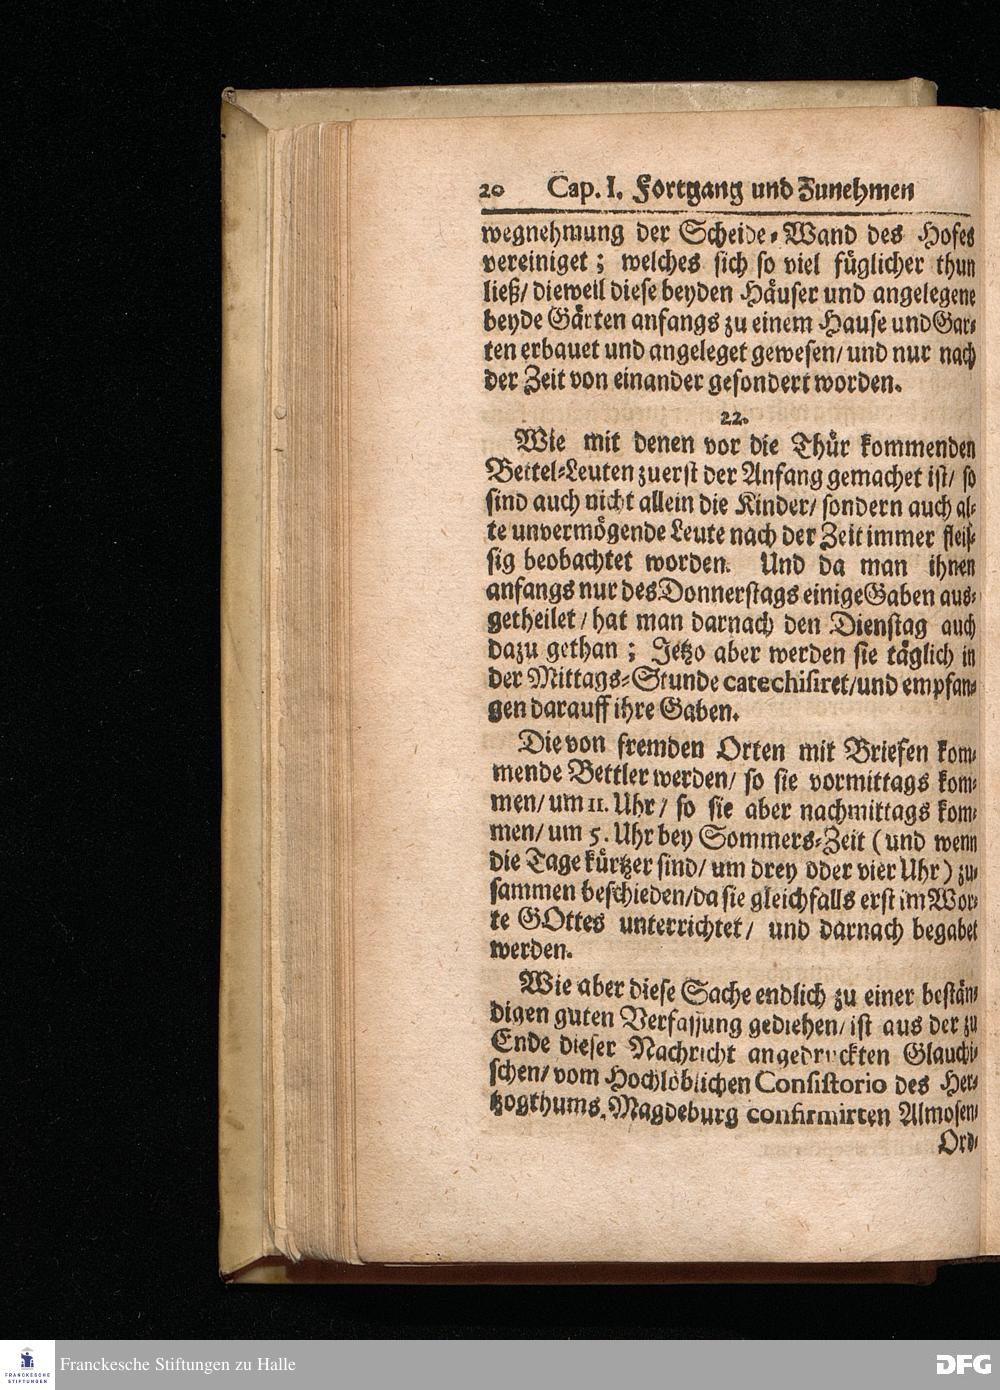 20 Cap. I. Fortgang und Zunehmen
wegnehmung der Scheide-Wand des Hofes
vereiniget; welches sich so viel füglicher thun
ließ/ dieweil diese beyden Häuser und angelegene
beyde Gärten anfangs zu einem Hause und Gar-
ten erbauet und angeleget gewesen/ und nur nach
der Zeit von einander gesondert worden.
22.
Wie mit denen vor die Thür kommenden
Bettel-Leuten zuerst der Anfang gemachet ist/ so
sind auch nicht allein die Kinder/ sondern auch al-
te unvermögende Leute nach der Zeit immer fleis-
sig beobachtet worden. Und da man ihnen
anfangs nur des Donnerstags einige Gaben aus-
getheilet/ hat man darnach den Dienstag auch
dazu gethan; Jetzo aber werden sie täglich in
der Mittags-Stunde catechisiret/ und empfan-
gen darauff ihre Gaben.
Die von fremden Orten mit Briefen kom-
mende Bettler werden/ so sie vormittags kom-
men/ um 11. Uhr/ so sie aber nachmittags kom-
men/ um 5. Uhr bey Sommers-Zeit (und wenn
die Tage kürtzer sind/ um drey oder vier Uhr) zu-
sammen beschieden/ da sie gleichfalls erst im Wor-
te GOttes unterrichtet/ und darnach begabet
werden.
Wie aber diese Sache endlich zu einer bestän-
digen guten Verfassung gediehen/ ist aus der zu
Ende dieser Nachricht angedruckten Glauchi-
schen/ vom Hochlöblichen Consistorio des Her-
tzogthums Magdeburg confirmirten Almosen-
Ord-
FRANCKESCHE
STIFTUNGEN
Franckesche Stiftungen zu Halle
DFG